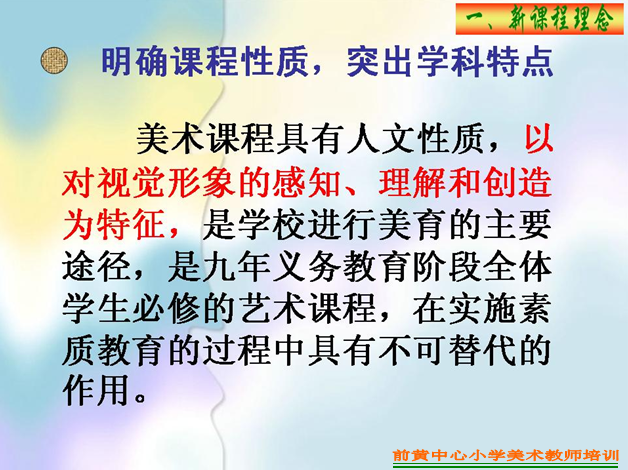 一、新课程理念
明确课程性质，突出学科特点
美术课程具有人文性质，以
对视觉形象的感知、理解和创造
为特征，是学校进行美育的主要
途径，是九年义务教育阶段全体
学生必修的艺术课程，在实施素
质教育的过程中具有不可替代的
作用。
前黄中心小学美术教师培训